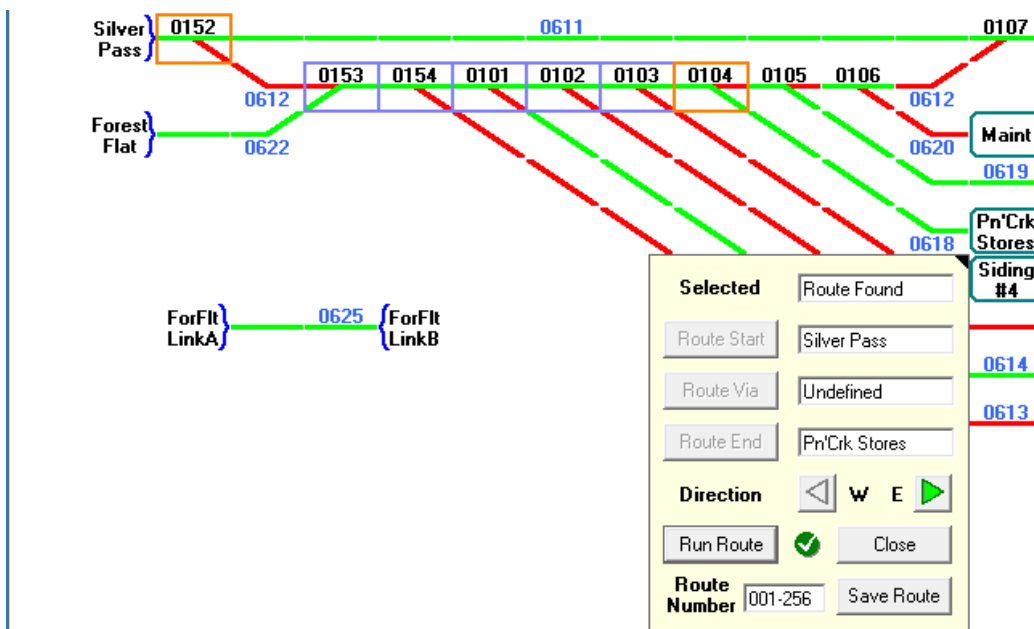 Silver
Pass
0152
0611
0107
0153
0154
0101
0102
0103
0104
0105
0106
0612
0612
Forest
Flat
0622
0620
Maint
0619
0618
Pn'Crk
Stores
Siding
#4
ForFlt
LinkA
0625
ForFlt
LinkB
0614
0613
Selected
Route Found
Route Start
Silver Pass
Route Via
Undefined
Route End
Pn'Crk Stores
Direction
W E
Run Route
Close
Route
Number
001-256
Save Route